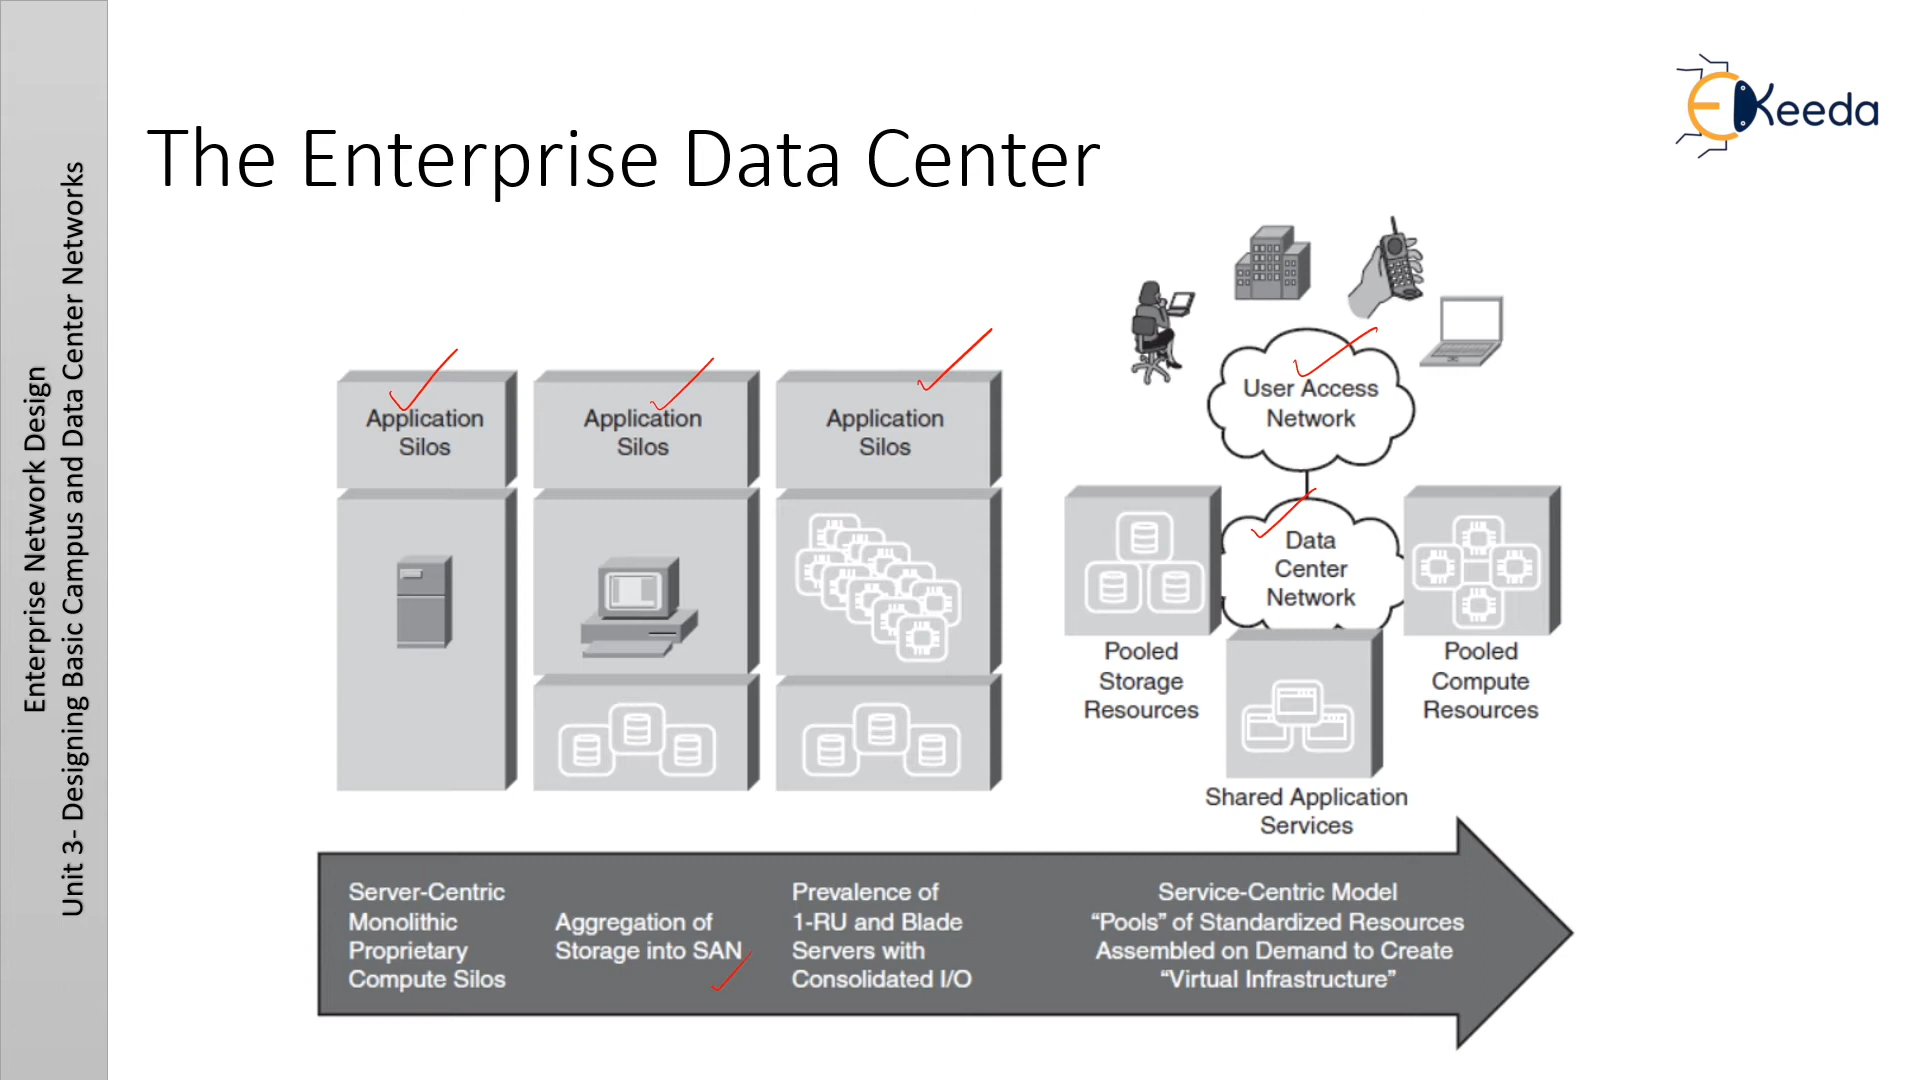 Enterprise Network Design
Unit 3- Designing Basic Campus and Data Center Networks
EKeeda
The Enterprise Data Center
Application
Silos
Application
Silos
Application
Silos
User Access
Network
Data
Center
Network
Pooled
Storage
Resources
Pooled
Compute
Resources
Shared Application
Services
Server-Centric
Monolithic
Proprietary
Compute Silos
Aggregation of
Storage into SAN
Prevalence of
1-RU and Blade
Servers with
Consolidated I/O
Service-Centric Model
“Pools” of Standardized Resources
Assembled on Demand to Create
“Virtual Infrastructure”